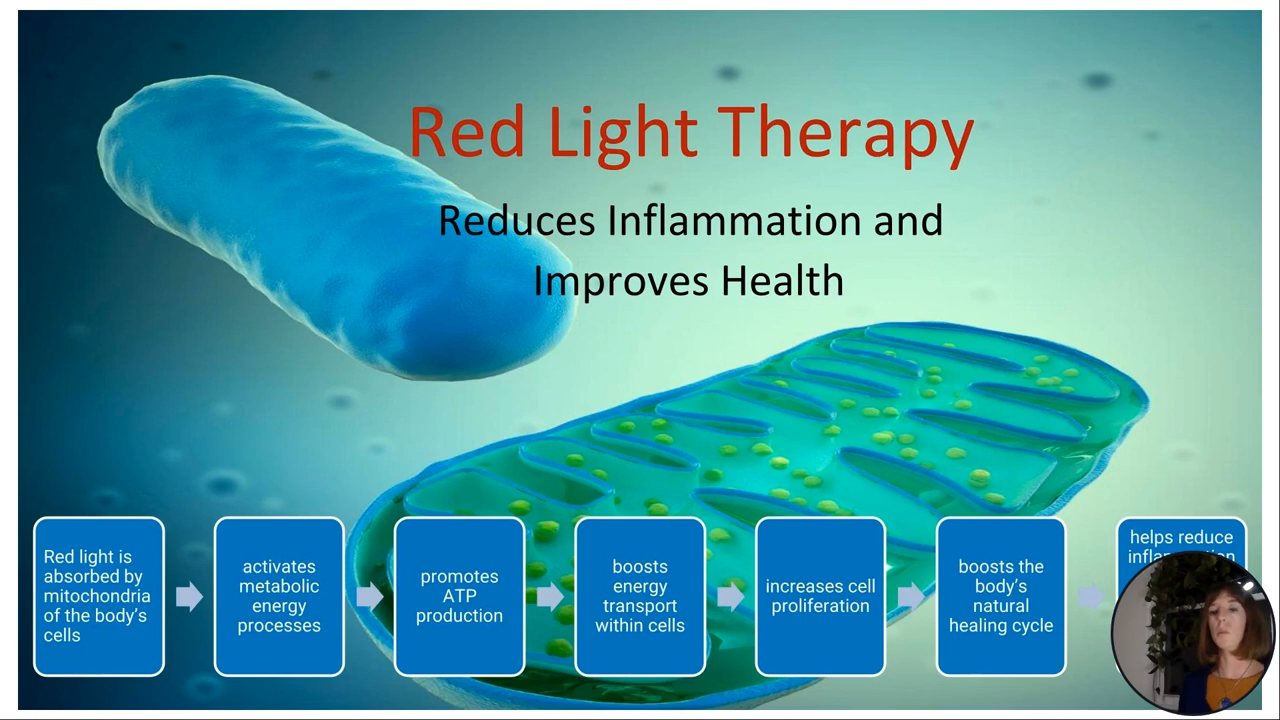 Red Light Therapy
Reduces Inflammation and
Improves Health
Red light is
absorbed by
mitochondria
of the body's
cells
activates
metabolic
energy
processes
promotes
ATP
production
boosts
energy
transport
within cells
increases cell
proliferation
boosts the
body's
natural
healing cycle
helps reduce